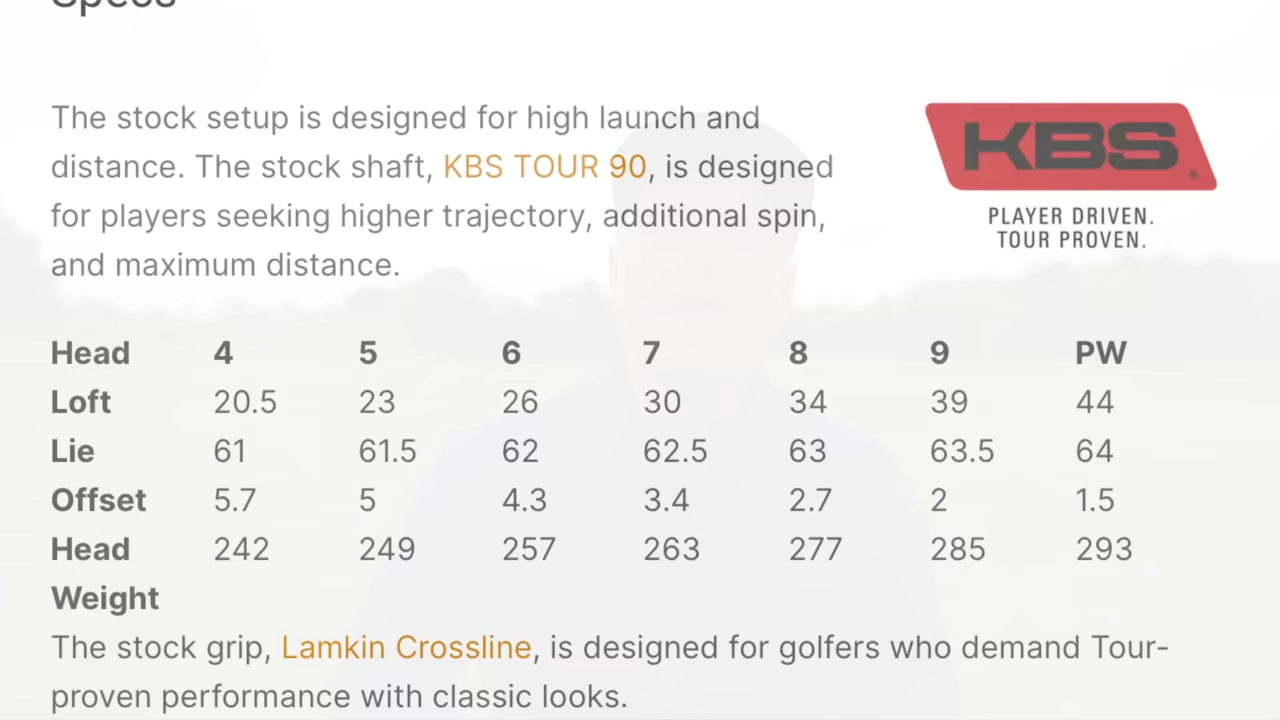 Specs
The stock setup is designed for high launch and
distance. The stock shaft, KBS TOUR 90, is designed
for players seeking higher trajectory, additional spin,
and maximum distance.
KBS
PLAYER DRIVEN.
TOUR PROVEN.
Head 4 5 6 7 8 9 PW
Loft 20.5 23 26 30 34 39 44
Lie 61 61.5 62 62.5 63 63.5 64
Offset 5.7 5 4.3 3.4 2.7 2 1.5
Head 242 249 257 263 277 285 293
Weight
The stock grip, Lamkin Crossline, is designed for golfers who demand Tour-
proven performance with classic looks.